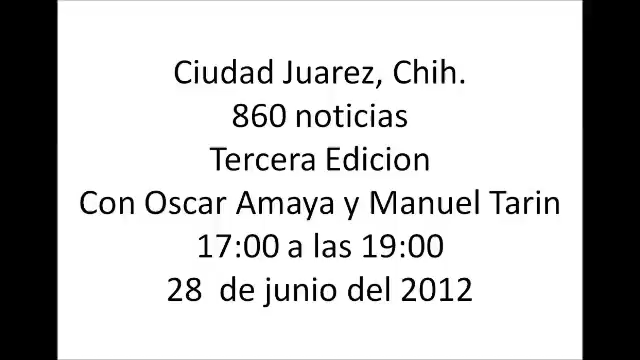 Ciudad Juarez, Chih.
860 noticias
Tercera Edicion
Con Oscar Amaya y Manuel Tarin
17:00 a las 19:00
28  de junio del 2012